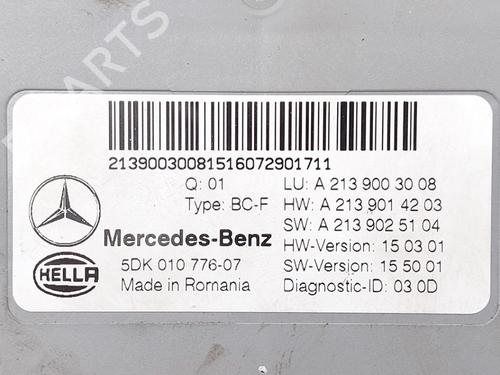 PARTS
21390030081516072901711
Q: 01
Type: BC-F
LU: A 213 900 30 08
HW: A 213 901 42 03
SW: A 213 902 51 04
Mercedes-Benz
HW-Version: 15 03 01
HELLA
5DK 010 776-07
SW-Version: 15 50 01
Made in Romania
Diagnostic-ID: 03 0D